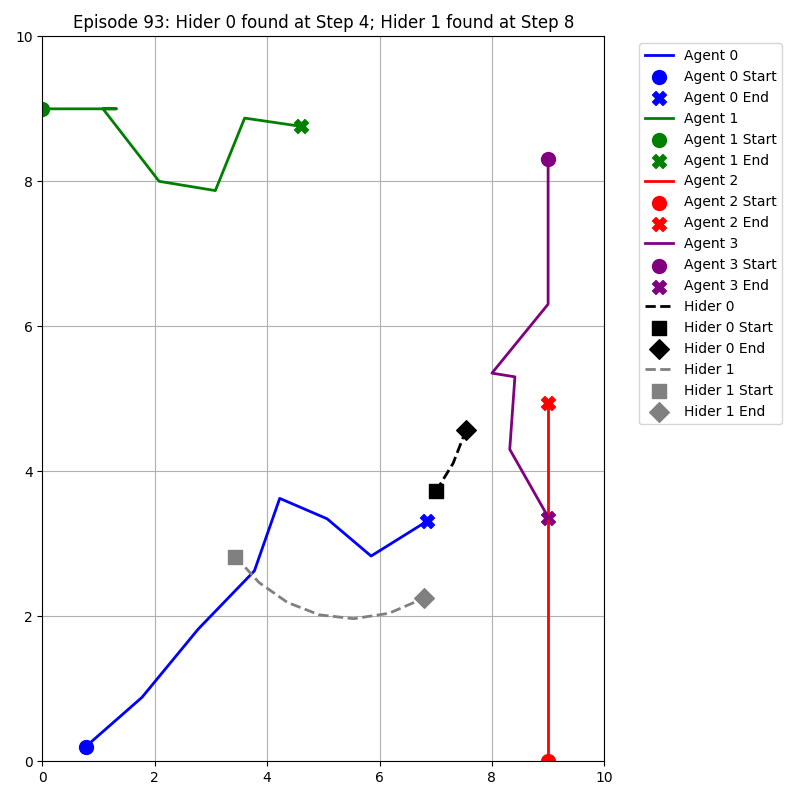 Episode 93: Hider 0 found at Step 4; Hider 1 found at Step 8
10
8
6
4
2
0
0 2 4 6 8 10
Agent 0
Agent 0 Start
Agent 0 End
Agent 1
Agent 1 Start
Agent 1 End
Agent 2
Agent 2 Start
Agent 2 End
Agent 3
Agent 3 Start
Agent 3 End
Hider 0
Hider 0 Start
Hider 0 End
Hider 1
Hider 1 Start
Hider 1 End